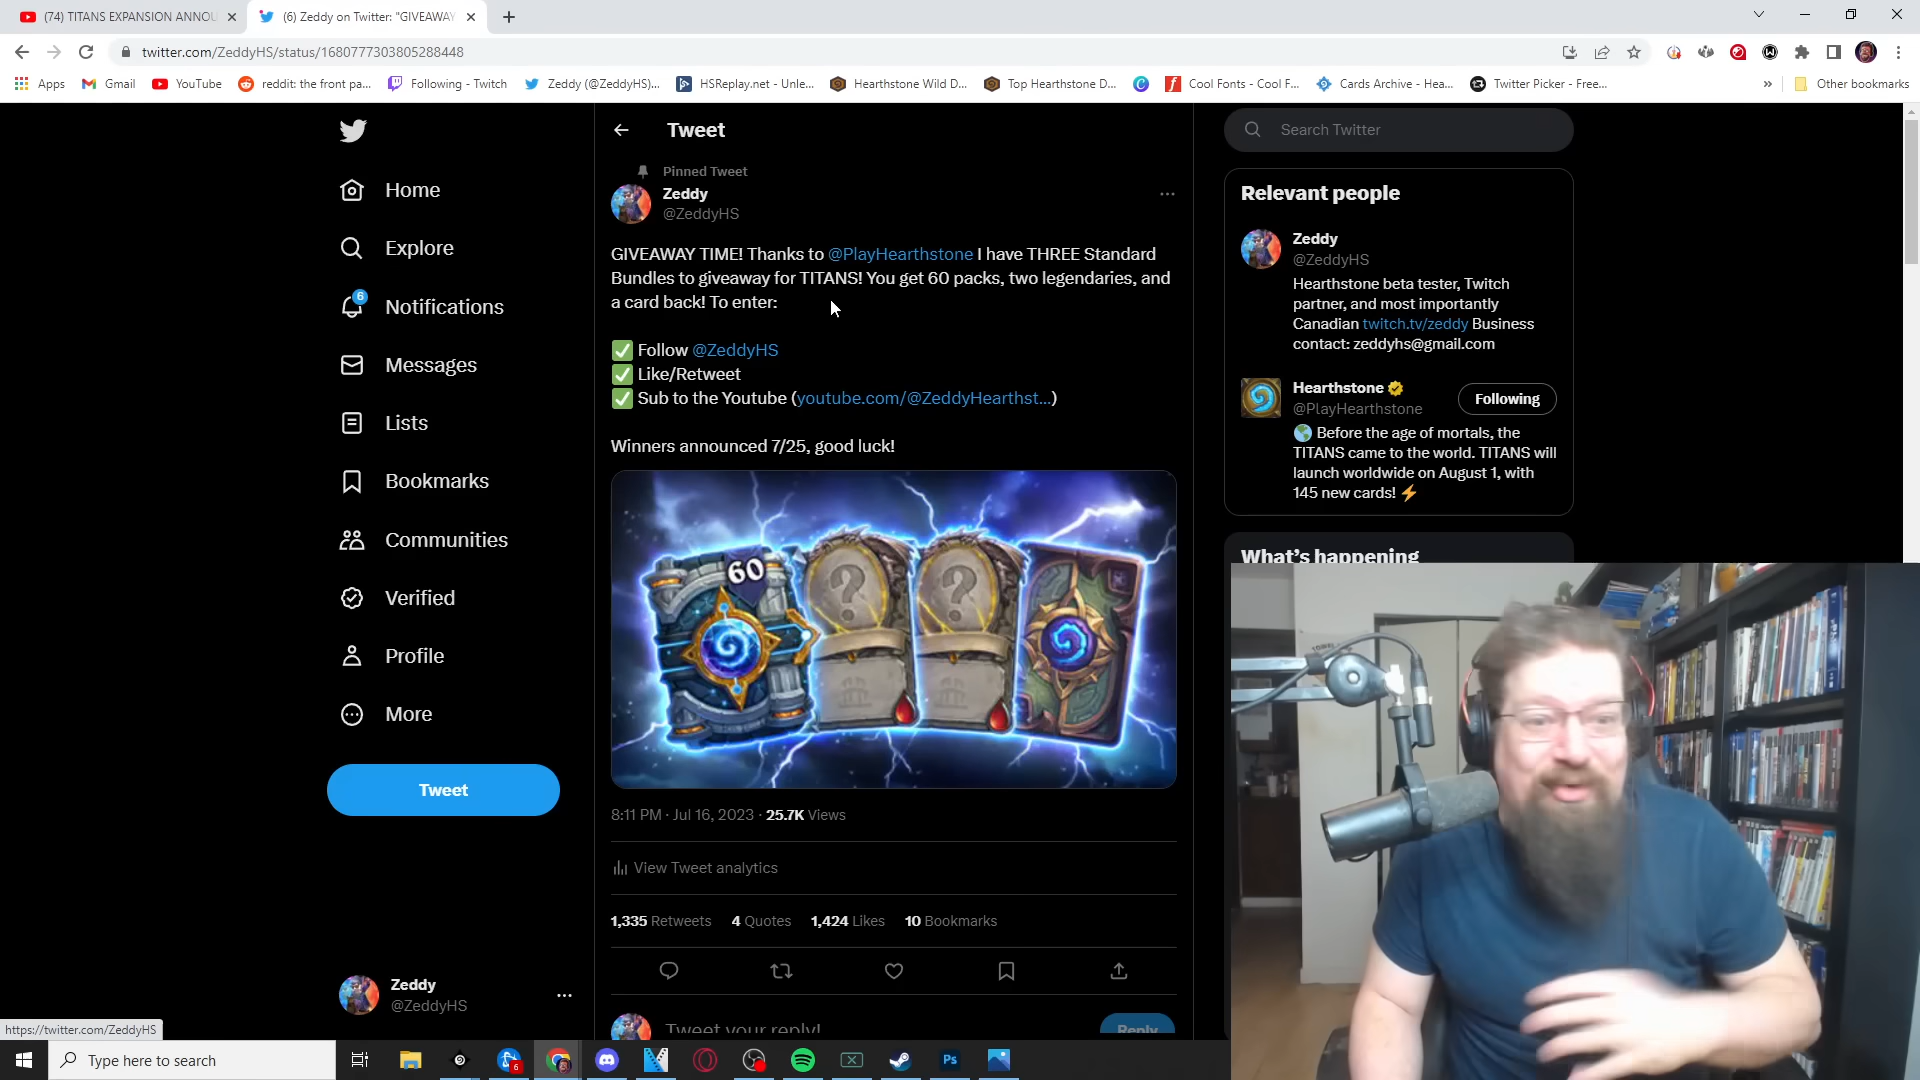 (74) TITANS EXPANSION ANNOU
(6) Zeddy on Twitter: "GIVEAWAY
twitter.com/ZeddyHS/status/1680777303805288448
Apps
Gmail
YouTube
reddit: the front pa...
Following - Twitch
Zeddy (@ZeddyHS)...
HSReplay.net - Unle...
Hearthstone Wild D...
Top Hearthstone D...
Cool Fonts - Cool F...
Cards Archive - Hea...
Twitter Picker - Free...
»
Other bookmarks
Home
Explore
6
Notifications
Messages
Lists
Bookmarks
Communities
Verified
Profile
More
Tweet
Zeddy
@ZeddyHS
Tweet
Pinned Tweet
Zeddy
@ZeddyHS
GIVEAWAY TIME! Thanks to @PlayHearthstone I have THREE Standard
Bundles to giveaway for TITANS! You get 60 packs, two legendaries, and
a card back! To enter:
✅ Follow @ZeddyHS
✅ Like/Retweet
✅ Sub to the Youtube (youtube.com/@ZeddyHearthst...)
Winners announced 7/25, good luck!
60
? ?
8:11 PM · Jul 16, 2023 · 25.7K Views
View Tweet analytics
1,335 Retweets 4 Quotes 1,424 Likes 10 Bookmarks
Tweet your reply!
Reply
Search Twitter
Relevant people
Zeddy
@ZeddyHS
Hearthstone beta tester, Twitch
partner, and most importantly
Canadian twitch.tv/zeddy Business
contact: zeddyhs@gmail.com
Hearthstone
@PlayHearthstone
Following
🌎 Before the age of mortals, the
TITANS came to the world. TITANS will
launch worldwide on August 1, with
145 new cards! ⚡
What's happening
https://twitter.com/ZeddyHS
Type here to search
6
Ps